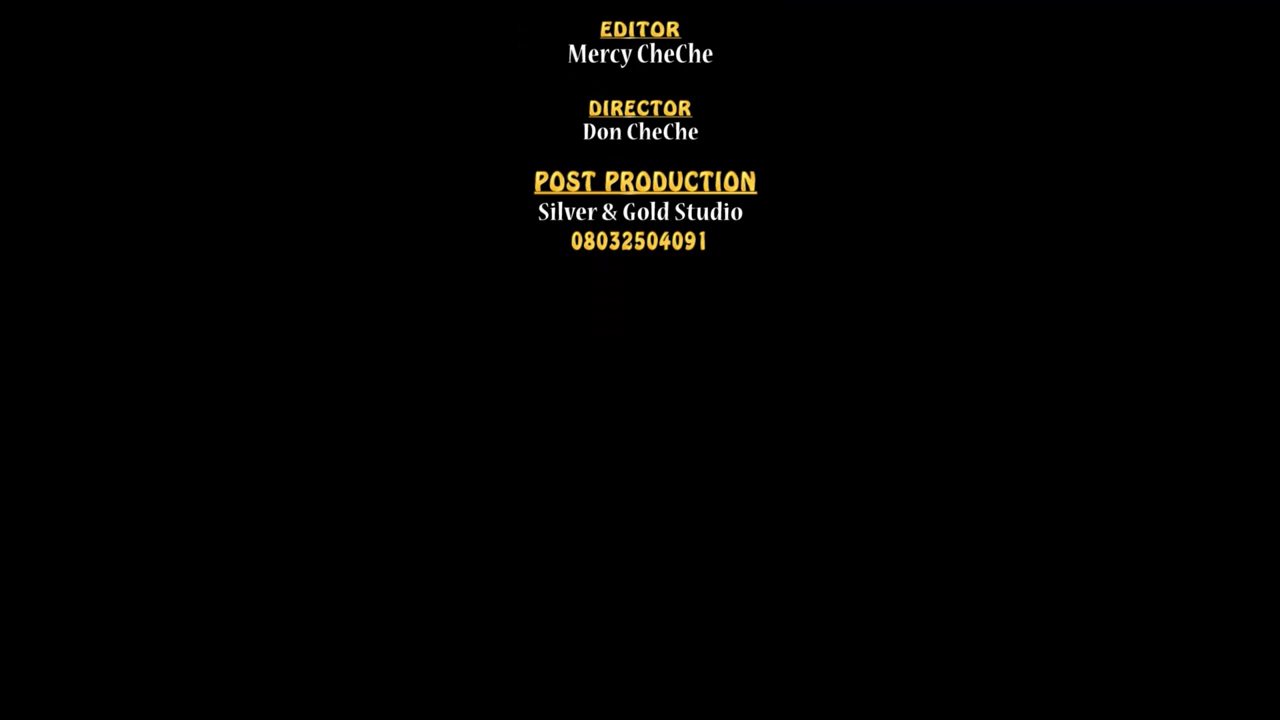 EDITOR
Mercy CheChe
DIRECTOR
Don CheChe
POST PRODUCTION
Silver & Gold Studio
08032504091